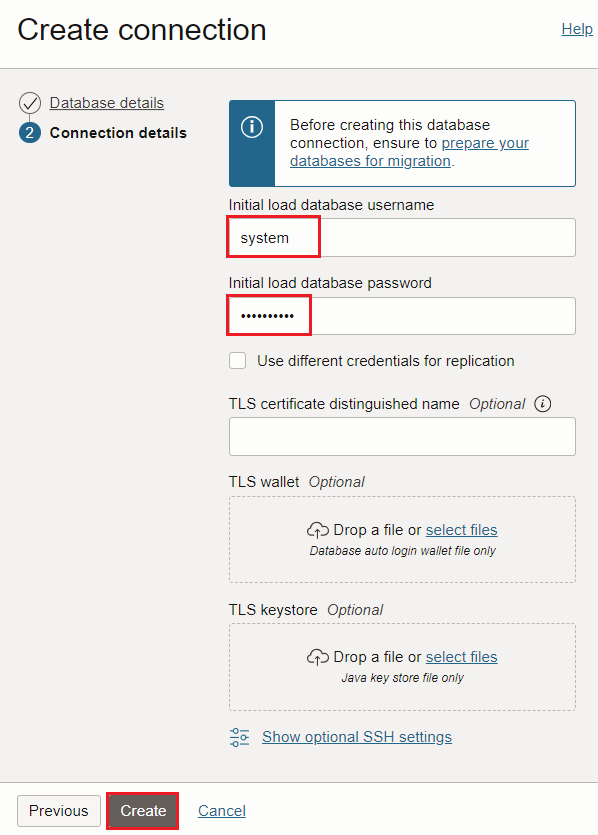 Create connection
Help
Database details
2 Connection details
Before creating this database
connection, ensure to prepare your
databases for migration.
Initial load database username
system
Initial load database password
••••••••••
Use different credentials for replication
TLS certificate distinguished name Optional
TLS wallet Optional
Drop a file or select files
Database auto login wallet file only
TLS keystore Optional
Drop a file or select files
Java key store file only
Show optional SSH settings
Previous Create Cancel